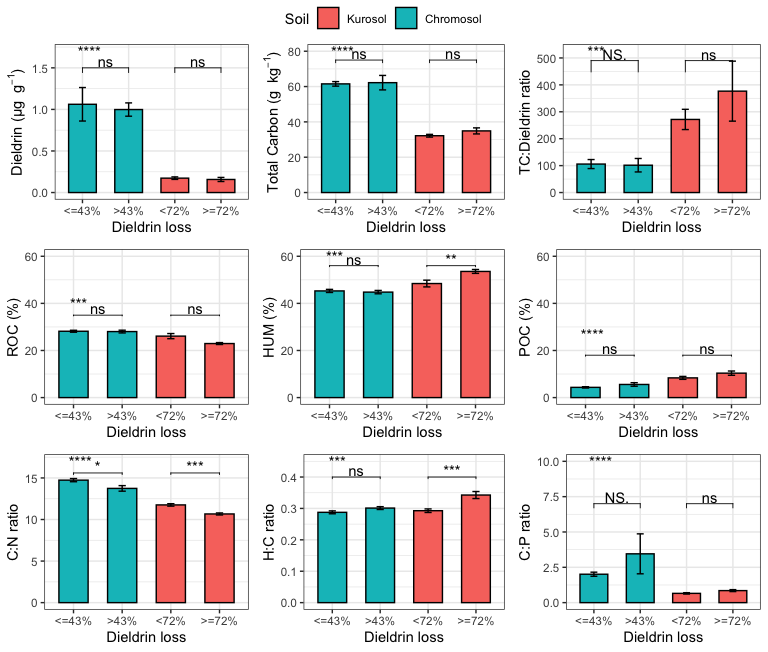 Soil Kurosol Chromosol
Dieldrin (µg g⁻¹)
1.5
1.0
0.5
0.0
****
ns ns
<=43% >43% <72% >=72%
Dieldrin loss
Total Carbon (g kg⁻¹)
80
60
40
20
0
****
ns ns
<=43% >43% <72% >=72%
Dieldrin loss
TC:Dieldrin ratio
500
400
300
200
100
0
***
NS. ns
<=43% >43% <72% >=72%
Dieldrin loss
ROC (%)
60
40
20
0
***
ns ns
<=43% >43% <72% >=72%
Dieldrin loss
HUM (%)
60
40
20
0
***
ns **
<=43% >43% <72% >=72%
Dieldrin loss
POC (%)
60
40
20
0
****
ns ns
<=43% >43% <72% >=72%
Dieldrin loss
C:N ratio
15
10
5
0
****
* ***
<=43% >43% <72% >=72%
Dieldrin loss
H:C ratio
0.4
0.3
0.2
0.1
0.0
***
ns ***
<=43% >43% <72% >=72%
Dieldrin loss
C:P ratio
10.0
7.5
5.0
2.5
0.0
****
NS. ns
<=43% >43% <72% >=72%
Dieldrin loss